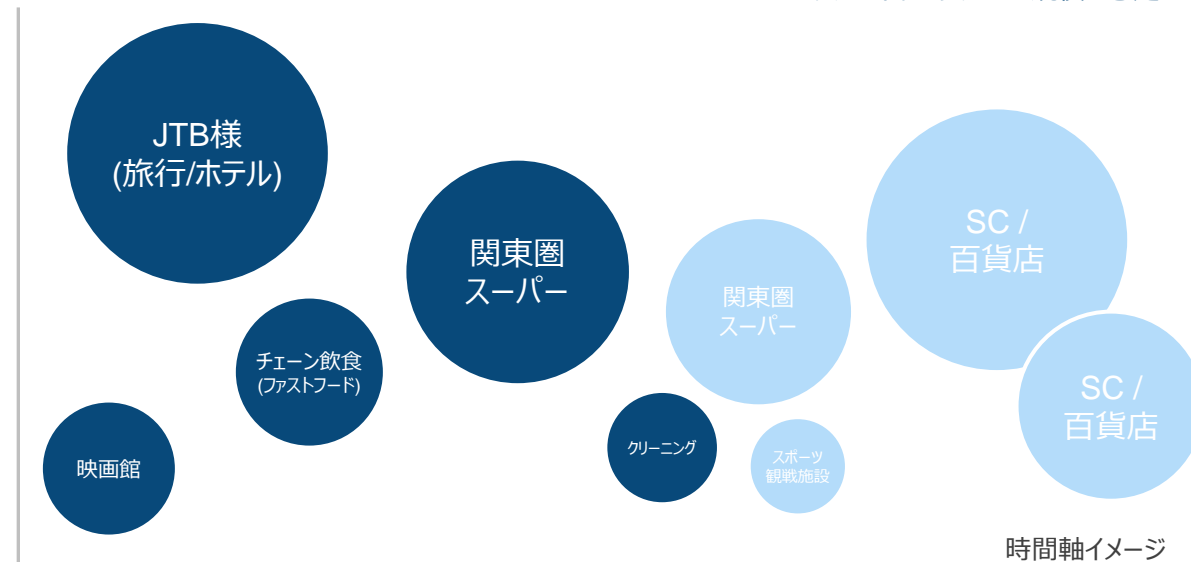 JTB様
(旅行/ホテル)
関東圏
スーパー
SC /
百貨店
関東圏
スーパー
チェーン飲食
(ファストフード)
SC /
百貨店
クリーニング
スポーツ
観戦施設
映画館
時間軸イメージ